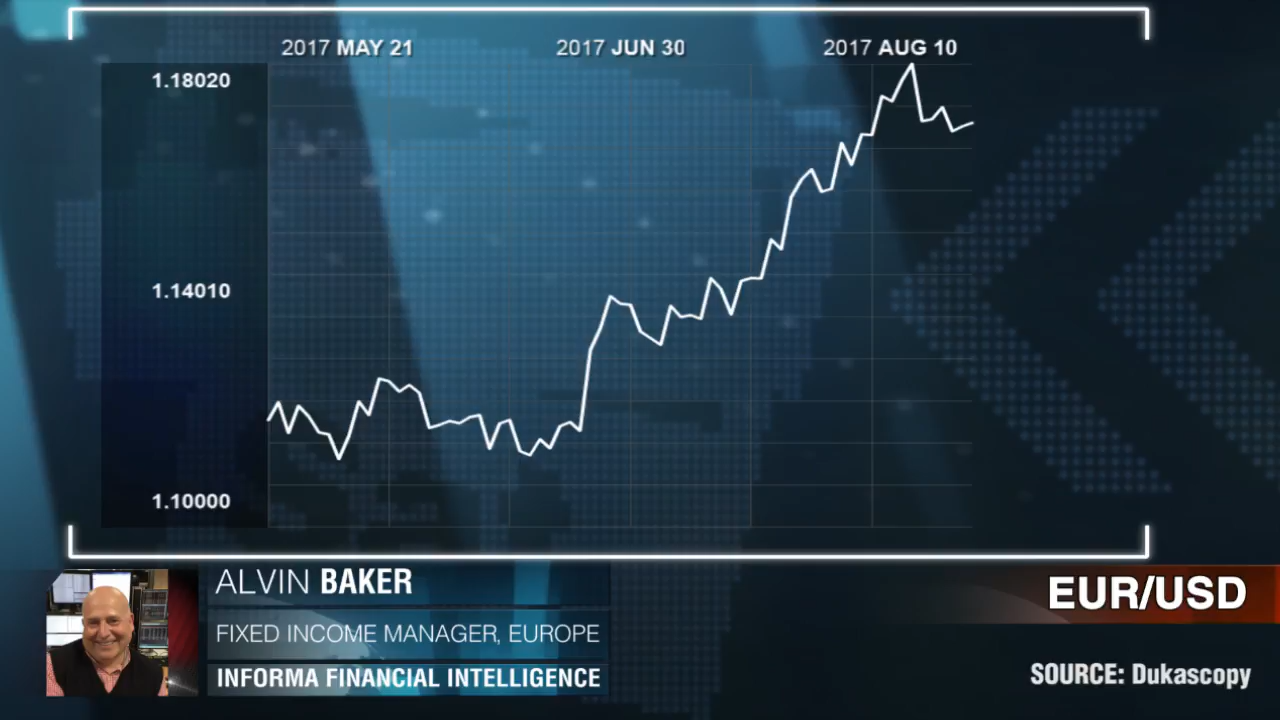 2017 MAY 21
2017 JUN 30
2017 AUG 10
1.18020
1.14010
1.10000
ALVIN BAKER
FIXED INCOME MANAGER, EUROPE
INFORMA FINANCIAL INTELLIGENCE
EUR/USD
SOURCE: Dukascopy